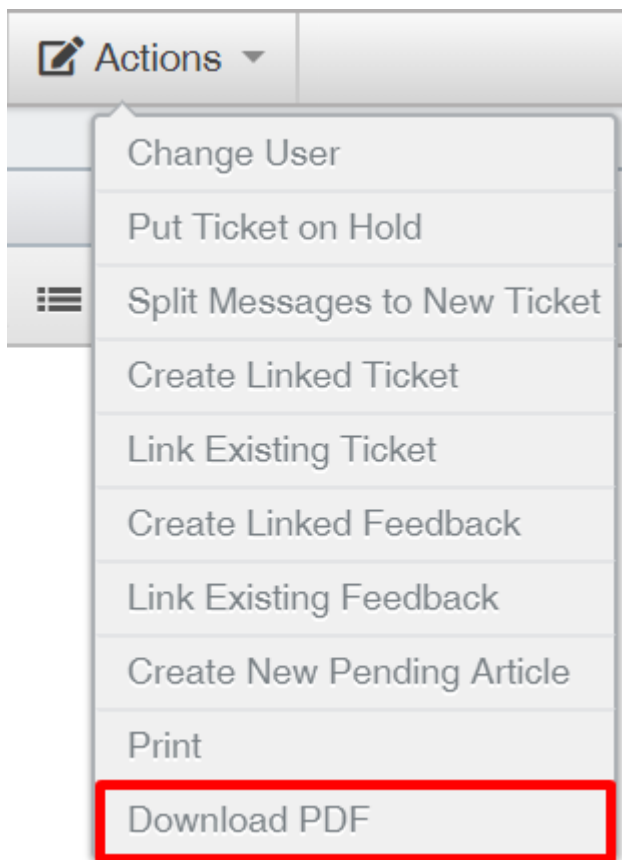 Actions
Change User
Put Ticket on Hold
Split Messages to New Ticket
Create Linked Ticket
Link Existing Ticket
Create Linked Feedback
Link Existing Feedback
Create New Pending Article
Print
Download PDF